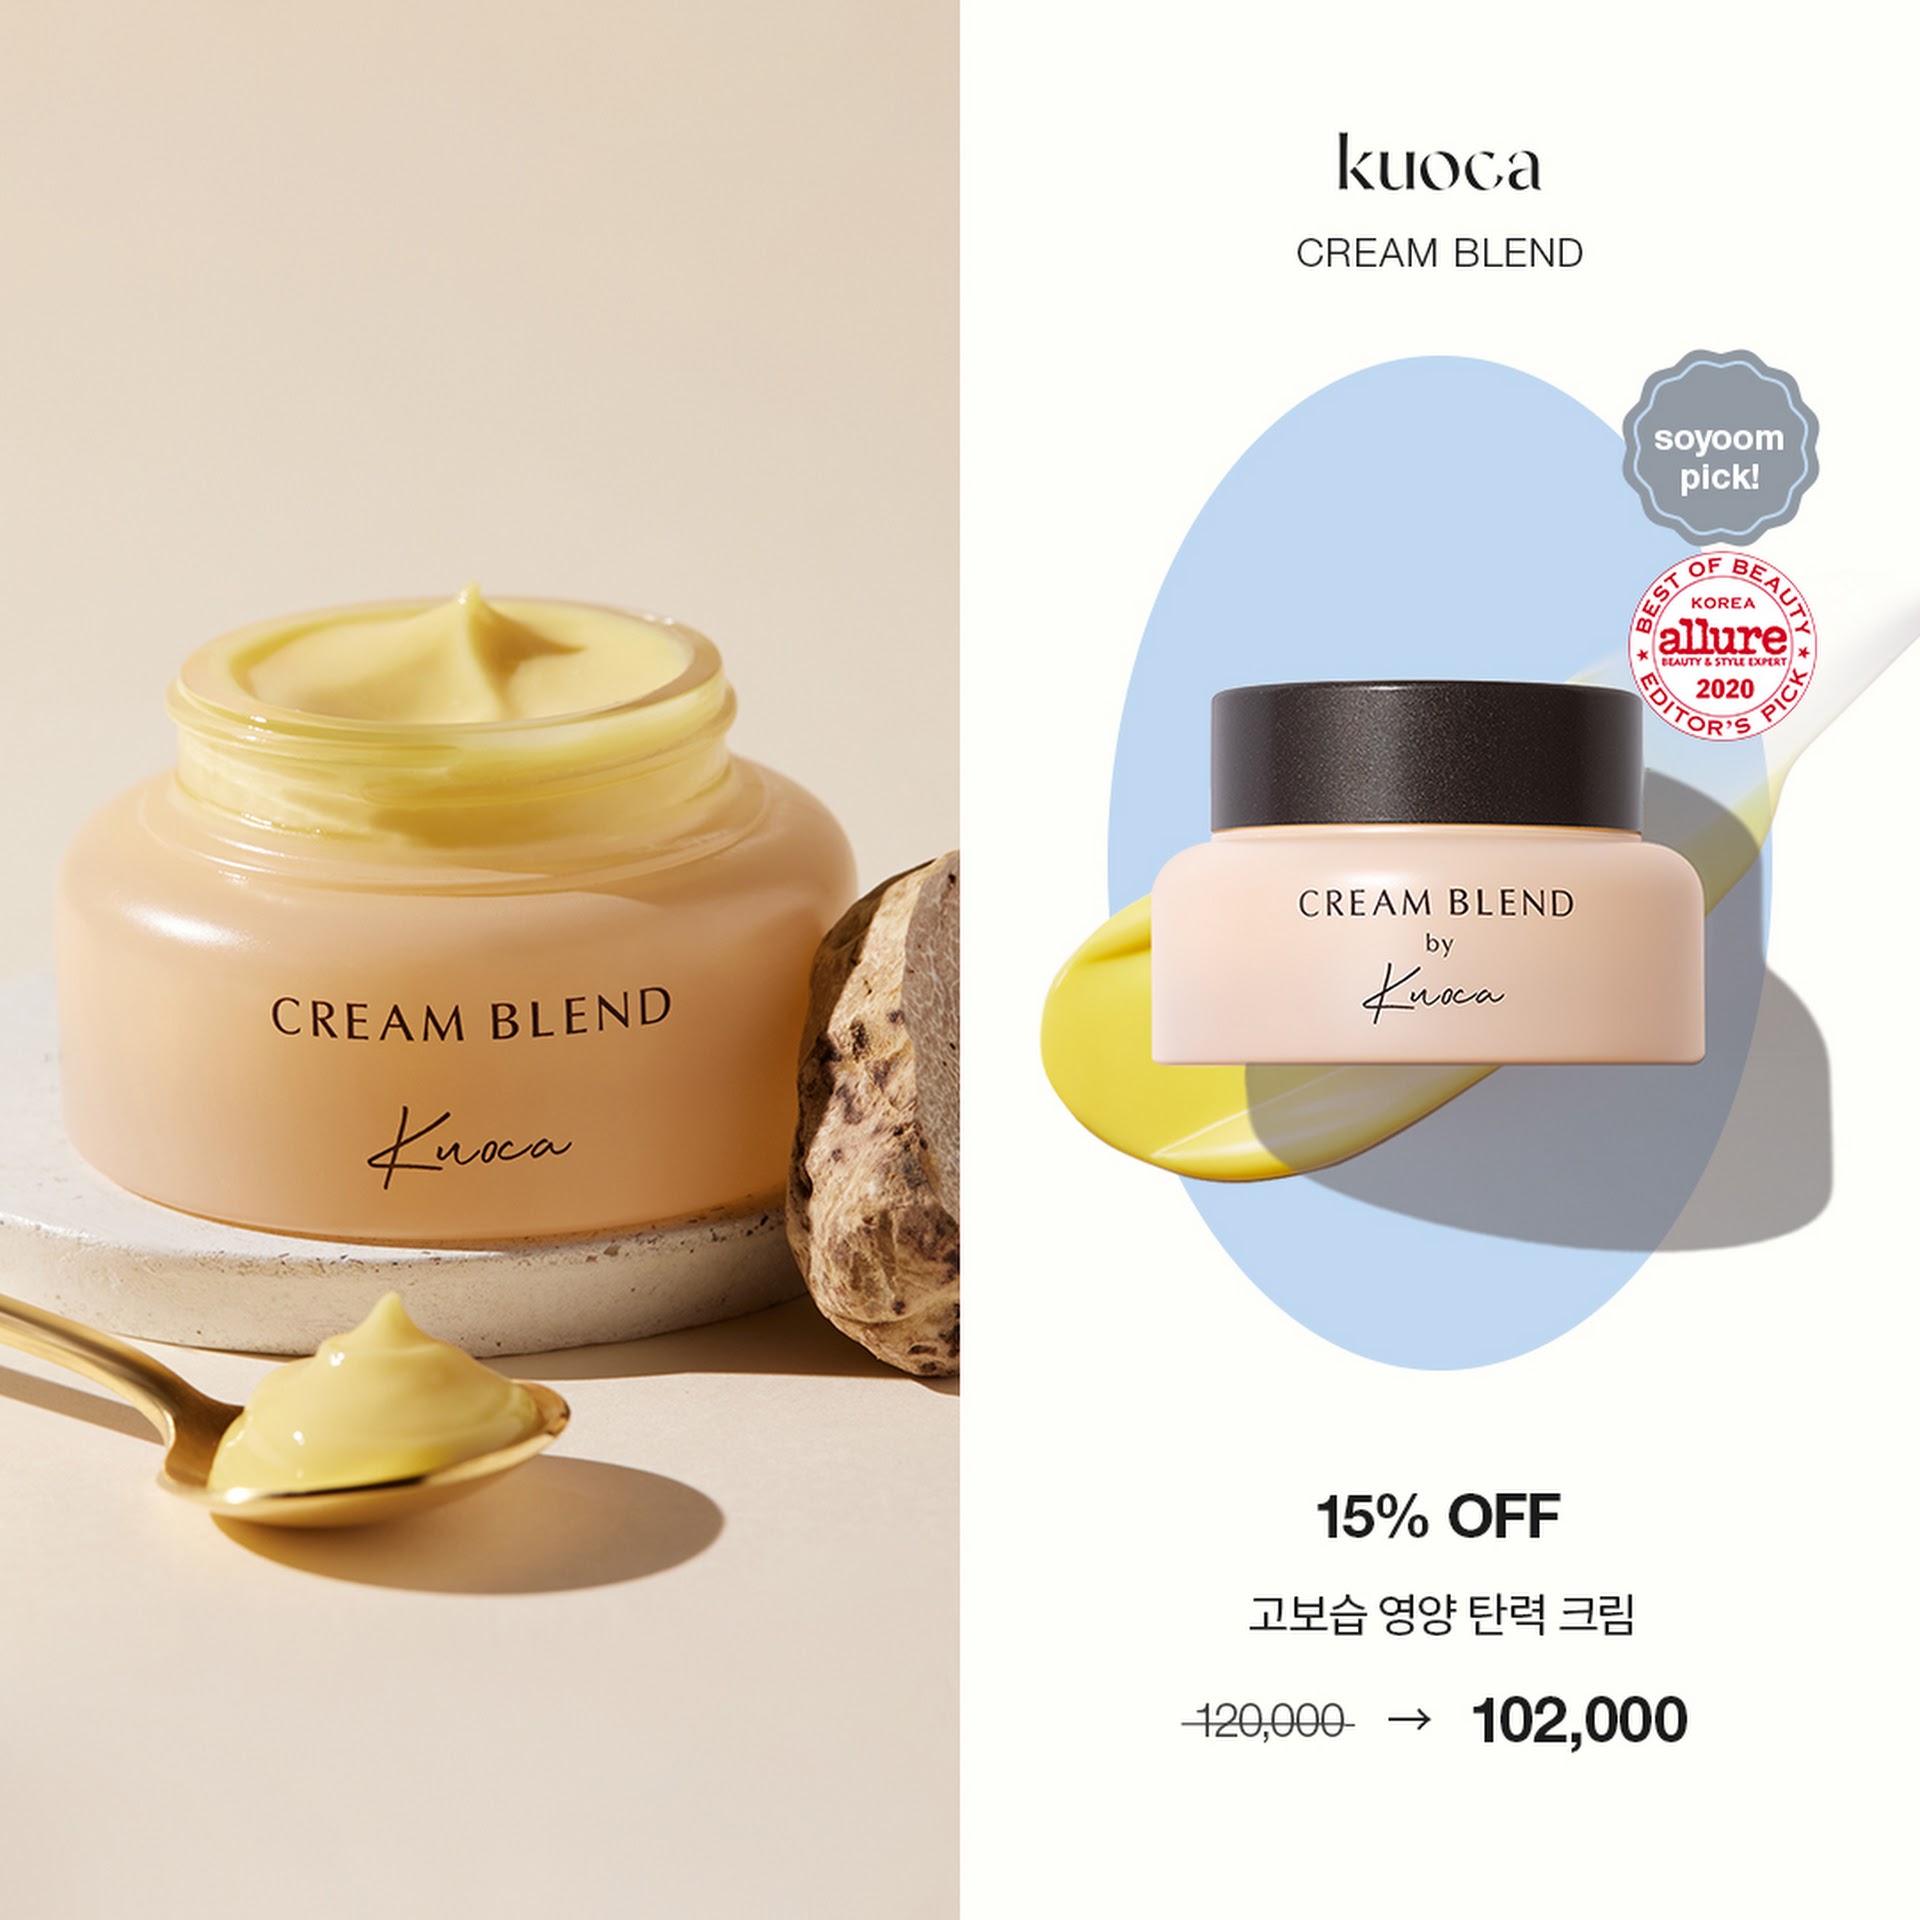 CREAM BLEND
Kuoca
kuoca
CREAM BLEND
soyoom
pick!
BEST OF BEAUTY
KOREA
allure
BEAUTY & STYLE EXPERT
2020
EDITOR'S PICK
CREAM BLEND
by
Kuoca
15% OFF
고보습 영양 탄력 크림
120,000 → 102,000